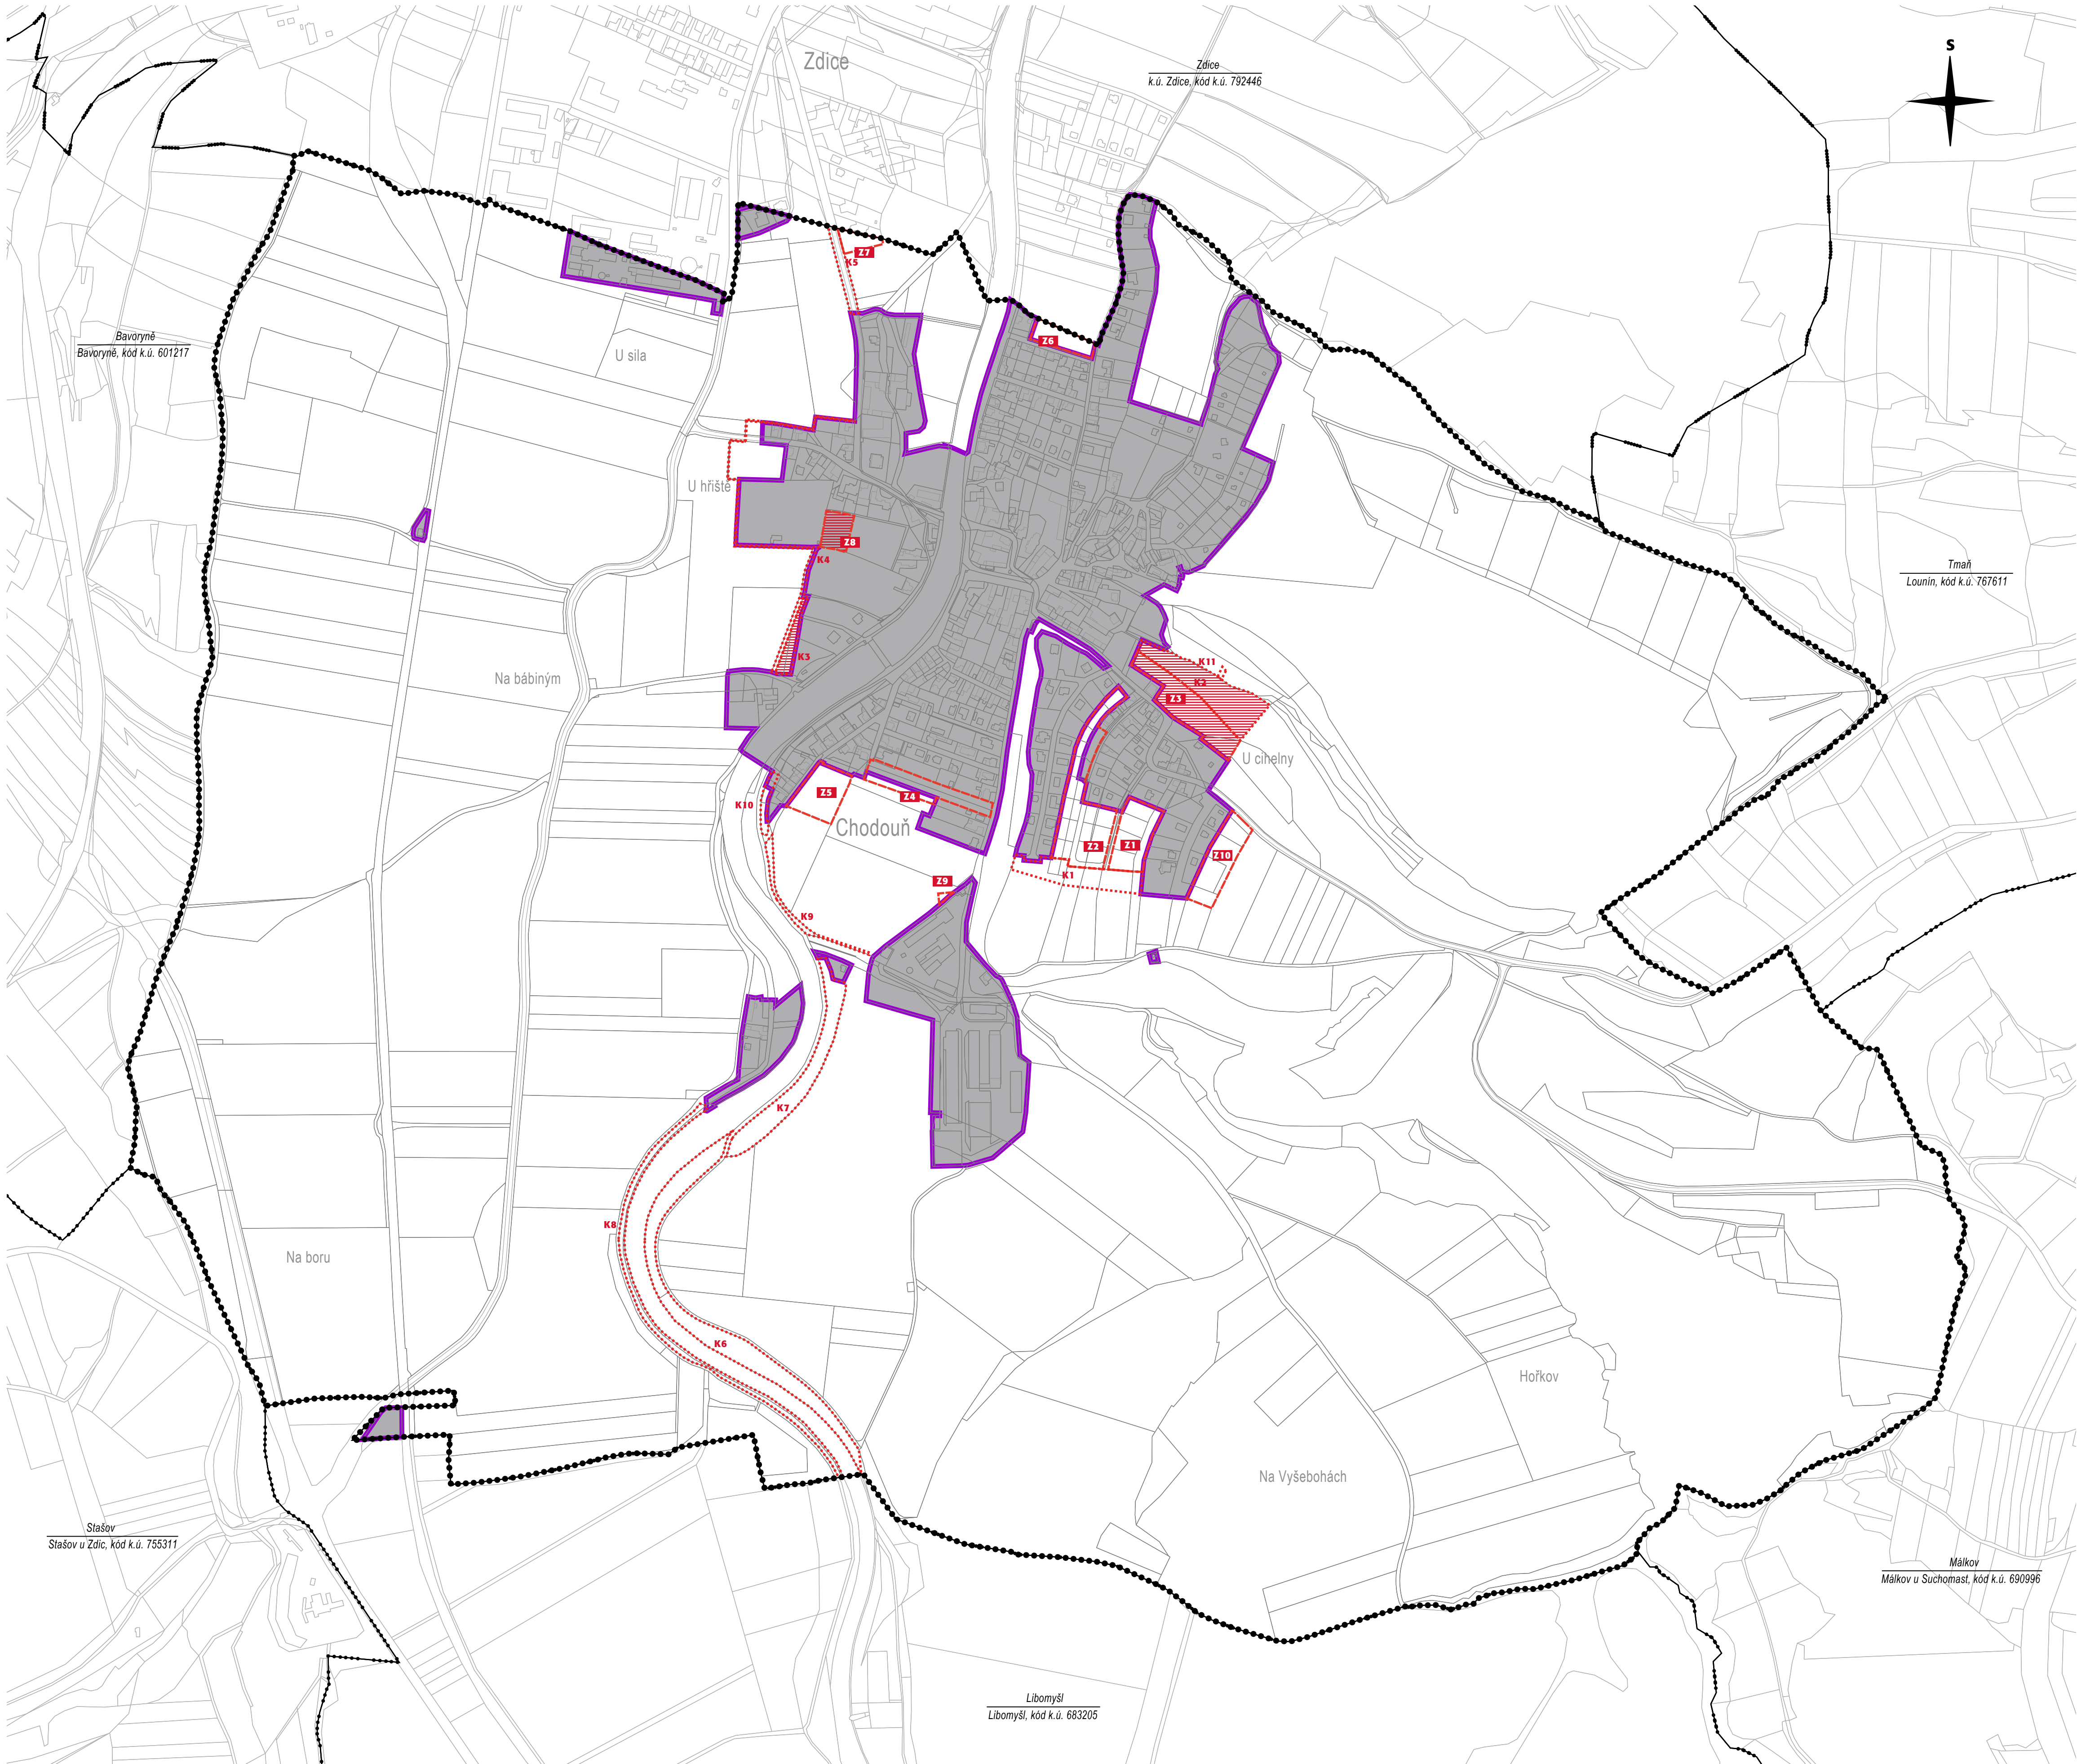 S
Zdice
Zdice
k.ú. Zdice, kód k.ú. 792446
Z7
K5
Bavoryně
Bavoryně, kód k.ú. 601217
Z6
U sila
U hřiště
Z8
K4
Tmaň
Lounín, kód k.ú. 767611
K3
K11
K2
Z3
Na bábiným
U cihelny
Z5
Z4
K10
Chodouň
Z2
Z1
Z10
K1
Z9
K9
K7
K8
Na boru
K6
Hořkov
Na Vyšebohách
Stašov
Stašov u Zdic, kód k.ú. 755311
Málkov
Málkov u Suchomast, kód k.ú. 690996
Libomyšl
Libomyšl, kód k.ú. 683205